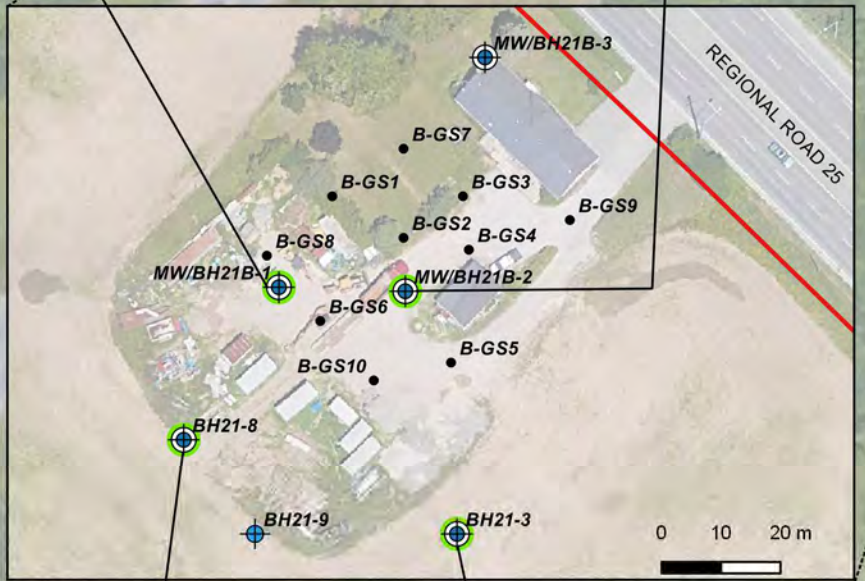 MW/BH21B-3
REGIONAL ROAD 25
B-GS7
B-GS1
B-GS3
B-GS9
B-GS2
B-GS8
B-GS4
MW/BH21B-1
MW/BH21B-2
B-GS6
B-GS5
B-GS10
BH21-8
BH21-9
BH21-3
0 10 20 m